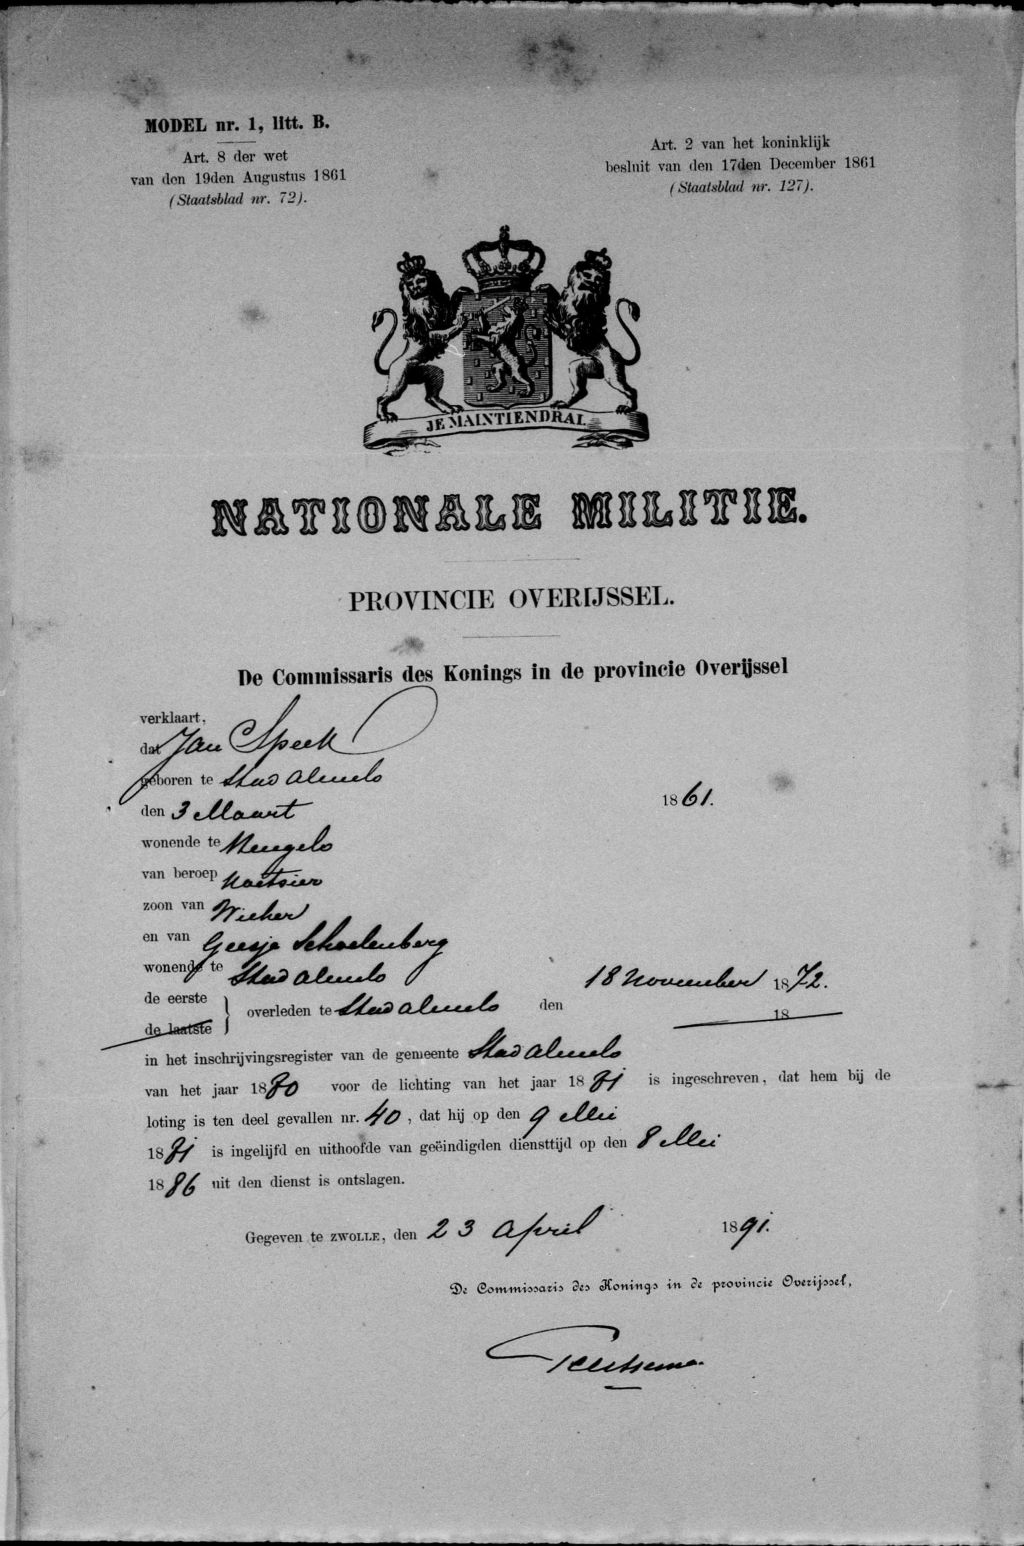 MODEL nr. 1, litt. B.
Art. 8 der wet
van den 19den Augustus 1861
(Staatsblad nr. 72).
Art. 2 van het koninklijk
besluit van den 17den December 1861
(Staatsblad nr. 127).
JE MAINTIENDRAI.
NATIONALE MILITIE.
PROVINCIE OVERIJSSEL.
De Commissaris des Konings in de provincie Overijssel
verklaart,
dat Jan Speek
geboren te Stad Almelo
den 3 Maart 1861.
wonende te Hengelo
van beroep Koetsier
zoon van Wicher
en van Geesje Schoelenberg
wonende te Stad Almelo
de eerste overleden te Stad Almelo den 18 November 1872.
de laatste 18
in het inschrijvingsregister van de gemeente Stad Almelo
van het jaar 1880 voor de lichting van het jaar 1881 is ingeschreven, dat hem bij de
loting is ten deel gevallen nr. 40, dat hij op den 9 Mei
1881 is ingelijfd en uithoofde van geëindigden diensttijd op den 8 Mei
1886 uit den dienst is ontslagen.
Gegeven te ZWOLLE, den 23 April 1891.
De Commissaris des Konings in de provincie Overijssel,